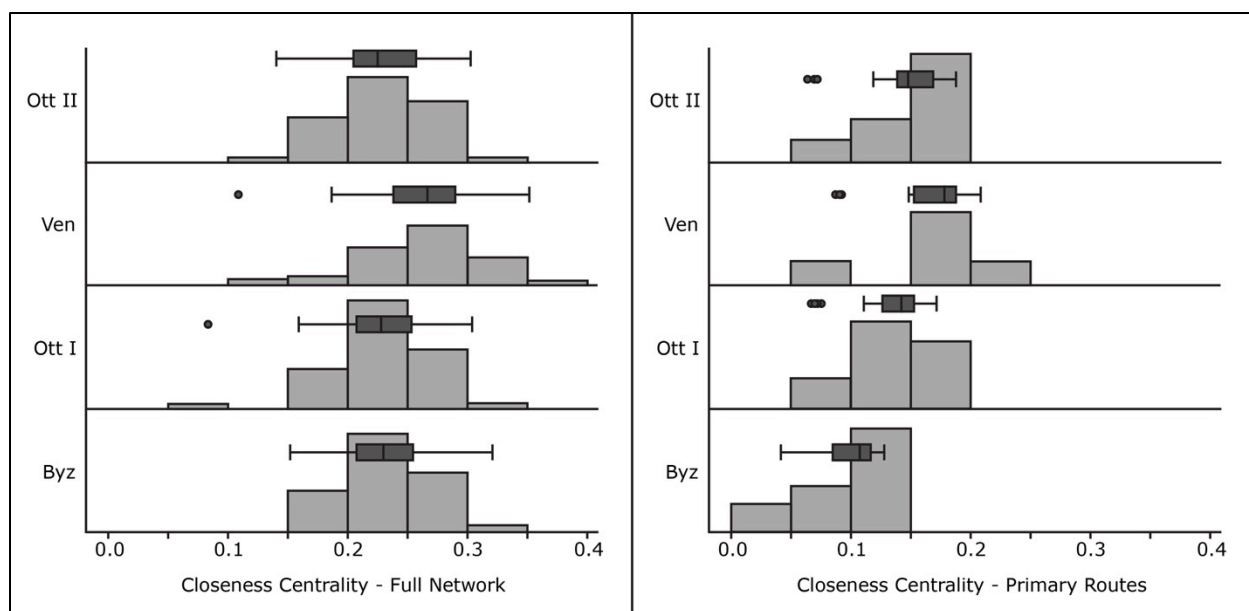 Ott II
Ven
Ott I
Byz
0.0 0.1 0.2 0.3 0.4
Closeness Centrality - Full Network
Ott II
Ven
Ott I
Byz
0.0 0.1 0.2 0.3 0.4
Closeness Centrality - Primary Routes